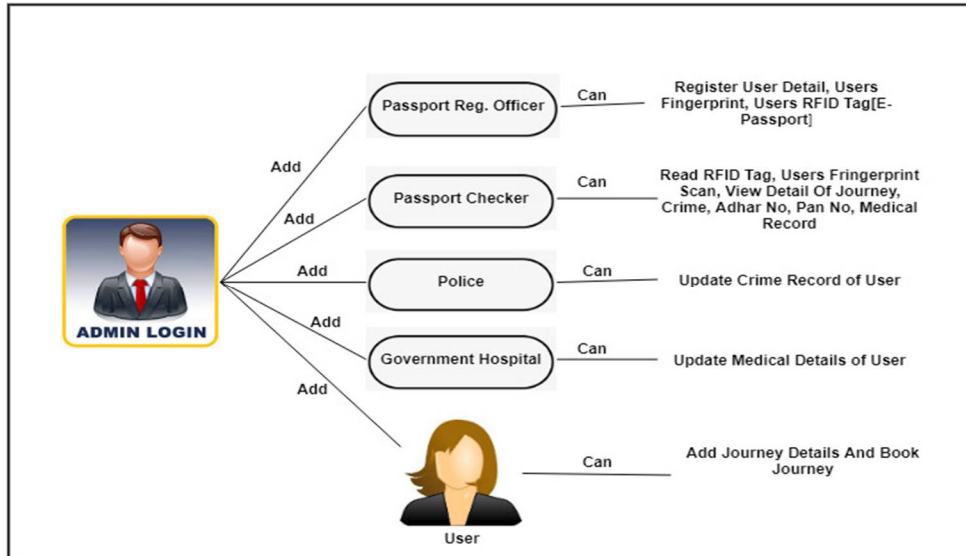 Passport Reg. Officer
Can
Register User Detail, Users
Fingerprint, Users RFID Tag[E-
Passport]
Add
Passport Checker
Can
Read RFID Tag, Users Fringerprint
Scan, View Detail Of Journey,
Crime, Adhar No, Pan No, Medical
Record
Add
ADMIN LOGIN
Add
Police
Can
Update Crime Record of User
Add
Government Hospital
Can
Update Medical Details of User
Add
User
Can
Add Journey Details And Book
Journey